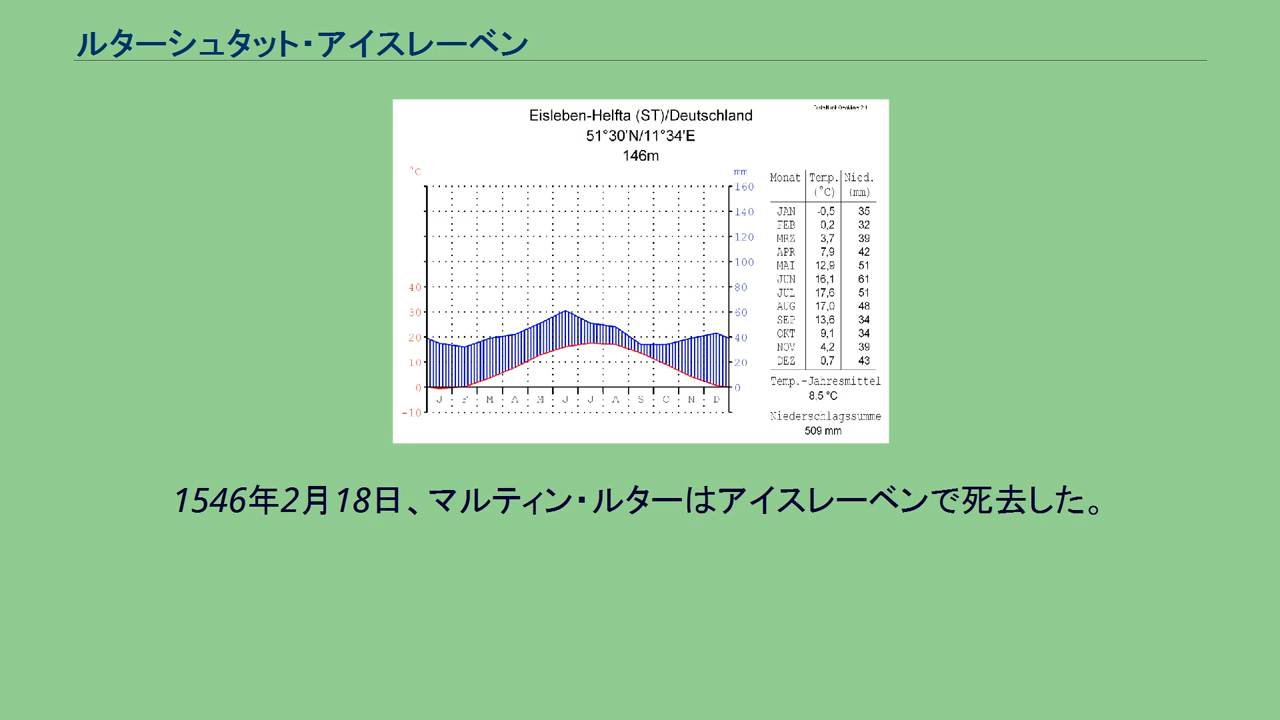 ルターシュタット・アイスレーベン
Eisleben-Helfta (ST)/Deutschland
51°30'N/11°34'E
146m
°C
mm
160
140
120
100
40 80
30 60
20 40
10 20
0 0
-10
J F M A M J J A S O N D
Monat Temp. Nied.
(°C) (mm)
JAN -0,5 35
FEB 0,2 32
MRZ 3,7 39
APR 7,9 42
MAI 12,9 51
JUN 16,1 61
JUL 17,6 51
AUG 17,0 48
SEP 13,6 34
OKT 9,1 34
NOV 4,2 39
DEZ 0,7 43
Temp.-Jahresmittel
8.5 °C
Niederschlagssumme
509 mm
1546年2月18日、マルティン・ルターはアイスレーベンで死去した。